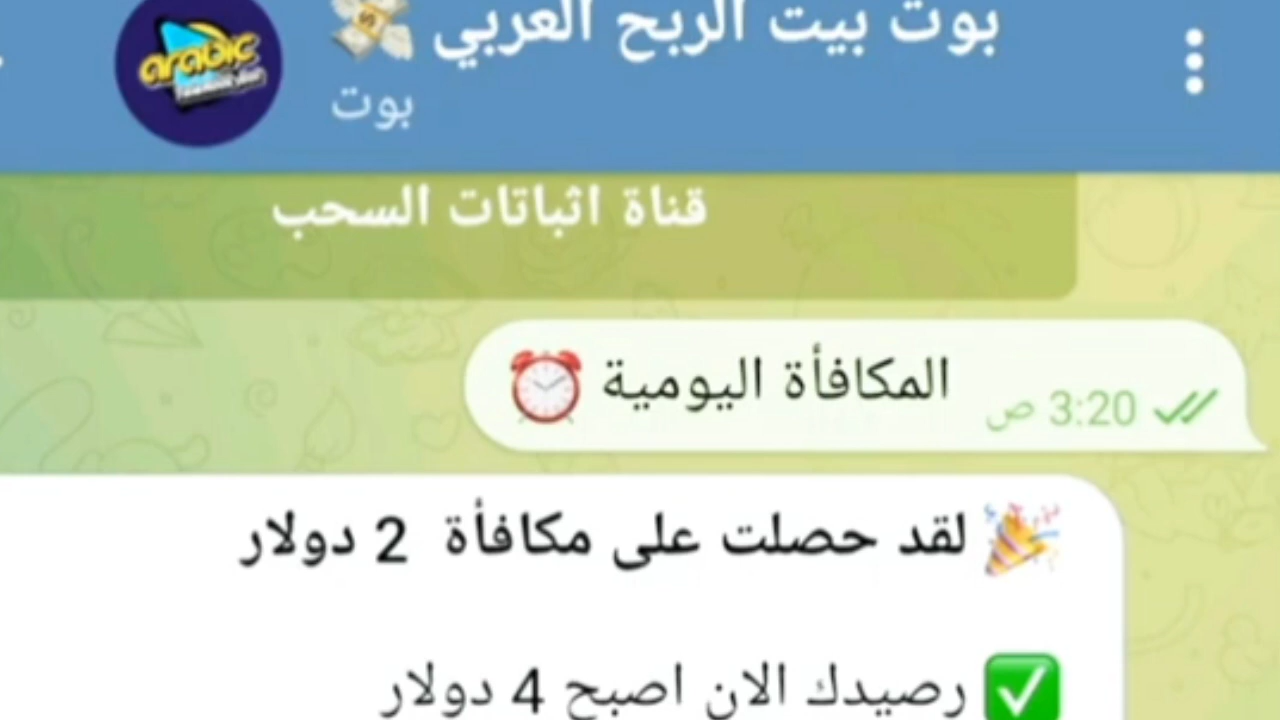 بوت بيت الربح العربي 💸
بوت
arabic
قناة اثباتات السحب
المكافأة اليومية ⏰
3:20 ص
🎉 لقد حصلت على مكافأة 2 دولار
✅ رصيدك الان اصبح 4 دولار